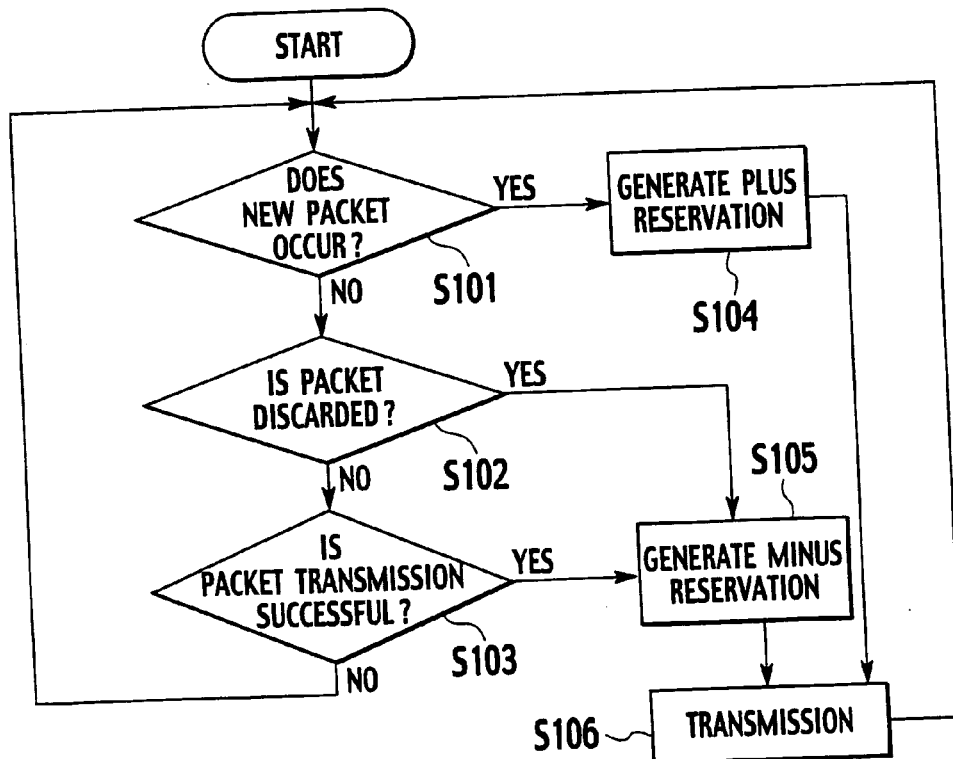 START
DOES
NEW PACKET
OCCUR?
YES
GENERATE PLUS
RESERVATION
S101
S104
NO
IS PACKET
DISCARDED?
YES
S102
S105
NO
IS
PACKET TRANSMISSION
SUCCESSFUL?
YES
GENERATE MINUS
RESERVATION
S103
NO
S106
TRANSMISSION